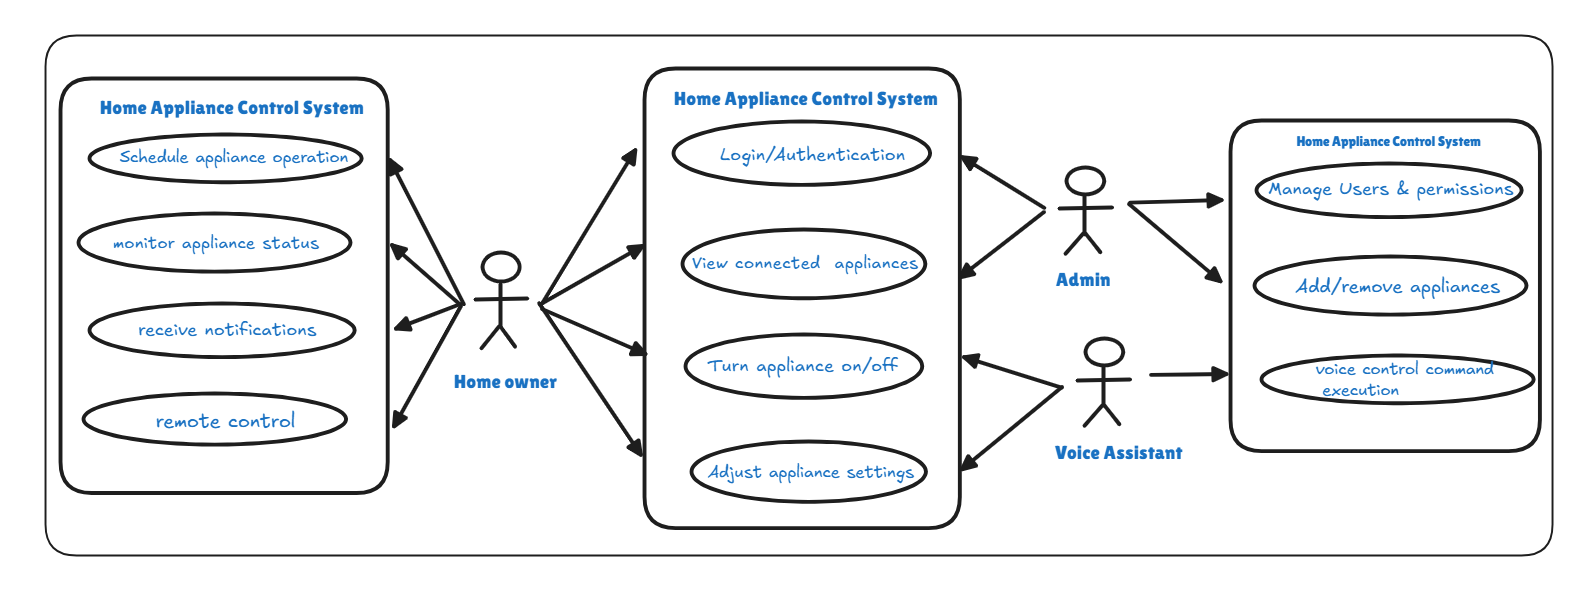 Home Appliance Control System
Schedule appliance operation
monitor appliance status
receive notifications
remote control
Home owner
Home Appliance Control System
Login/Authentication
View connected appliances
Turn appliance on/off
Adjust appliance settings
Admin
Voice Assistant
Home Appliance Control System
Manage Users & permissions
Add/remove appliances
voice control command
execution